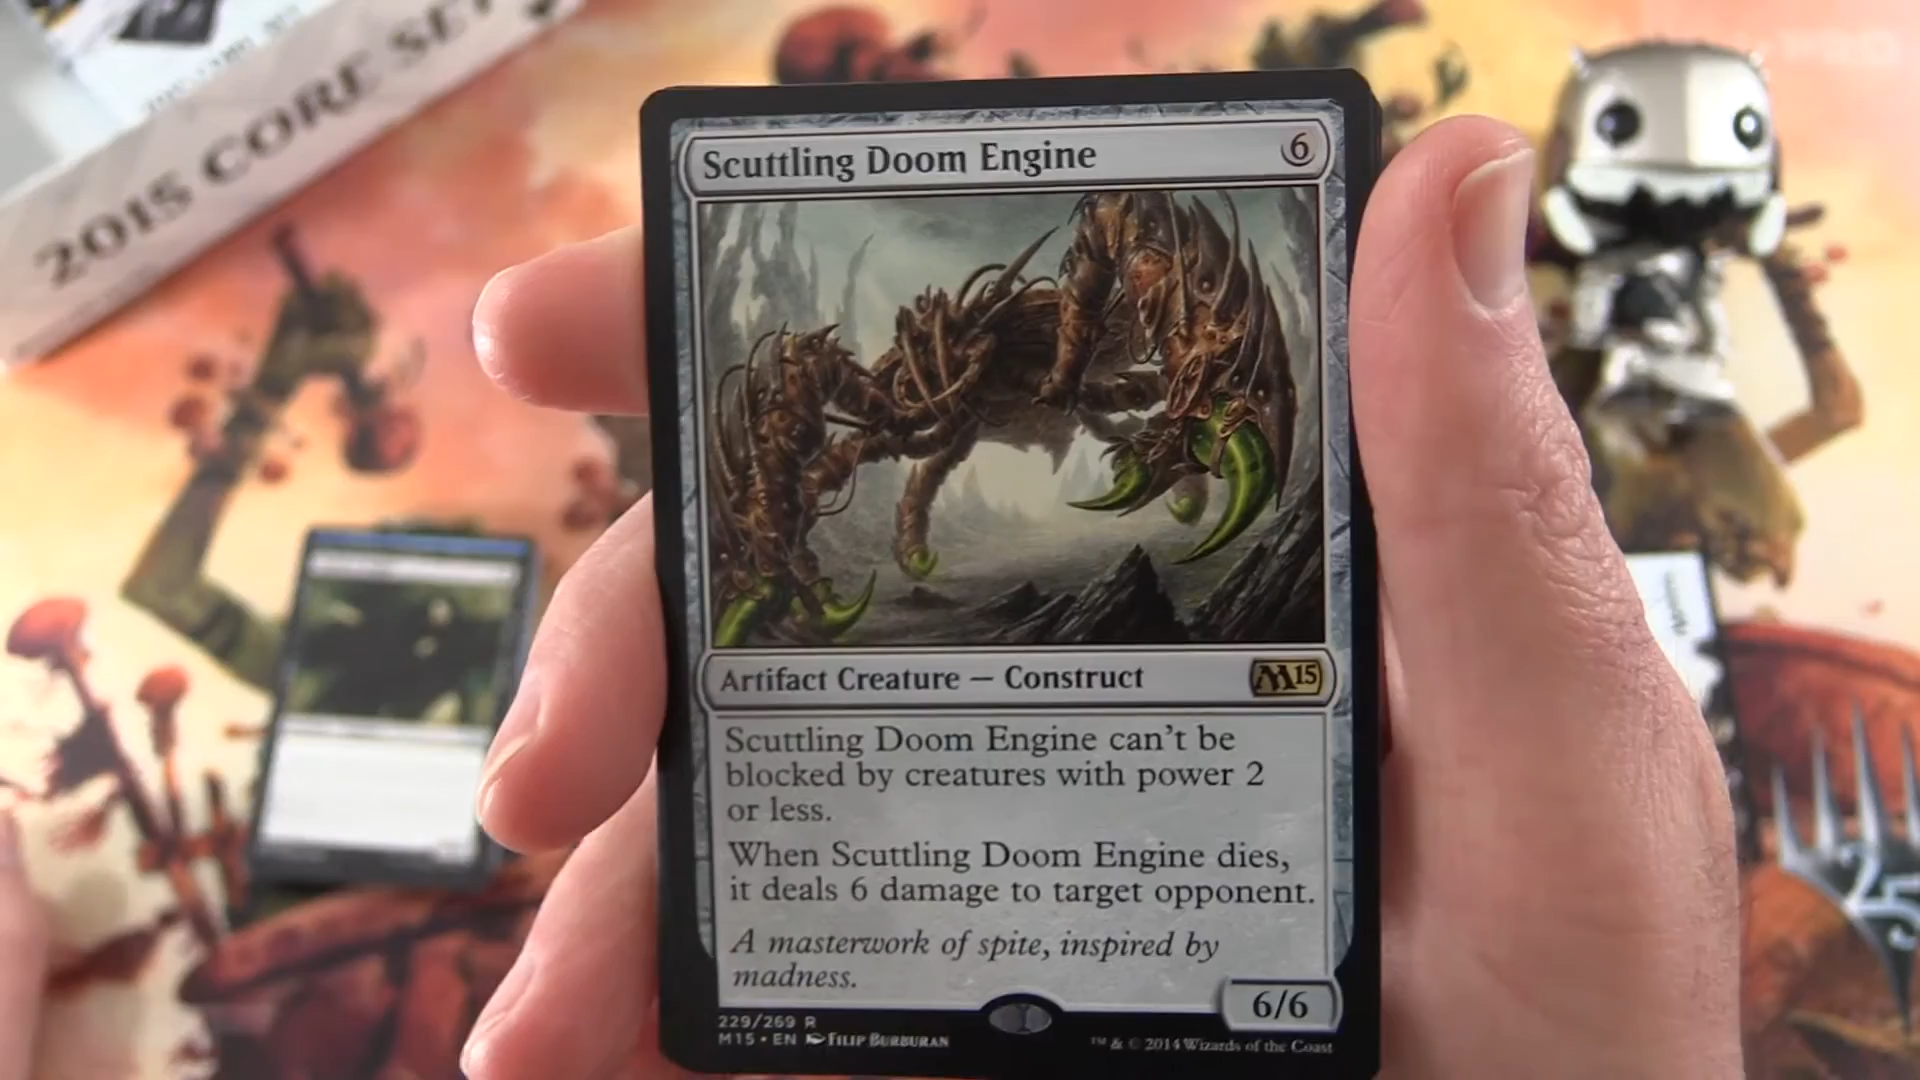 2015 CORE SET
Scuttling Doom Engine 6
Artifact Creature — Construct M15
Scuttling Doom Engine can't be
blocked by creatures with power 2
or less.
When Scuttling Doom Engine dies,
it deals 6 damage to target opponent.
A masterwork of spite, inspired by
madness.
6/6
229/269 R
M15 • EN Filip Burburan
™ & © 2014 Wizards of the Coast
25